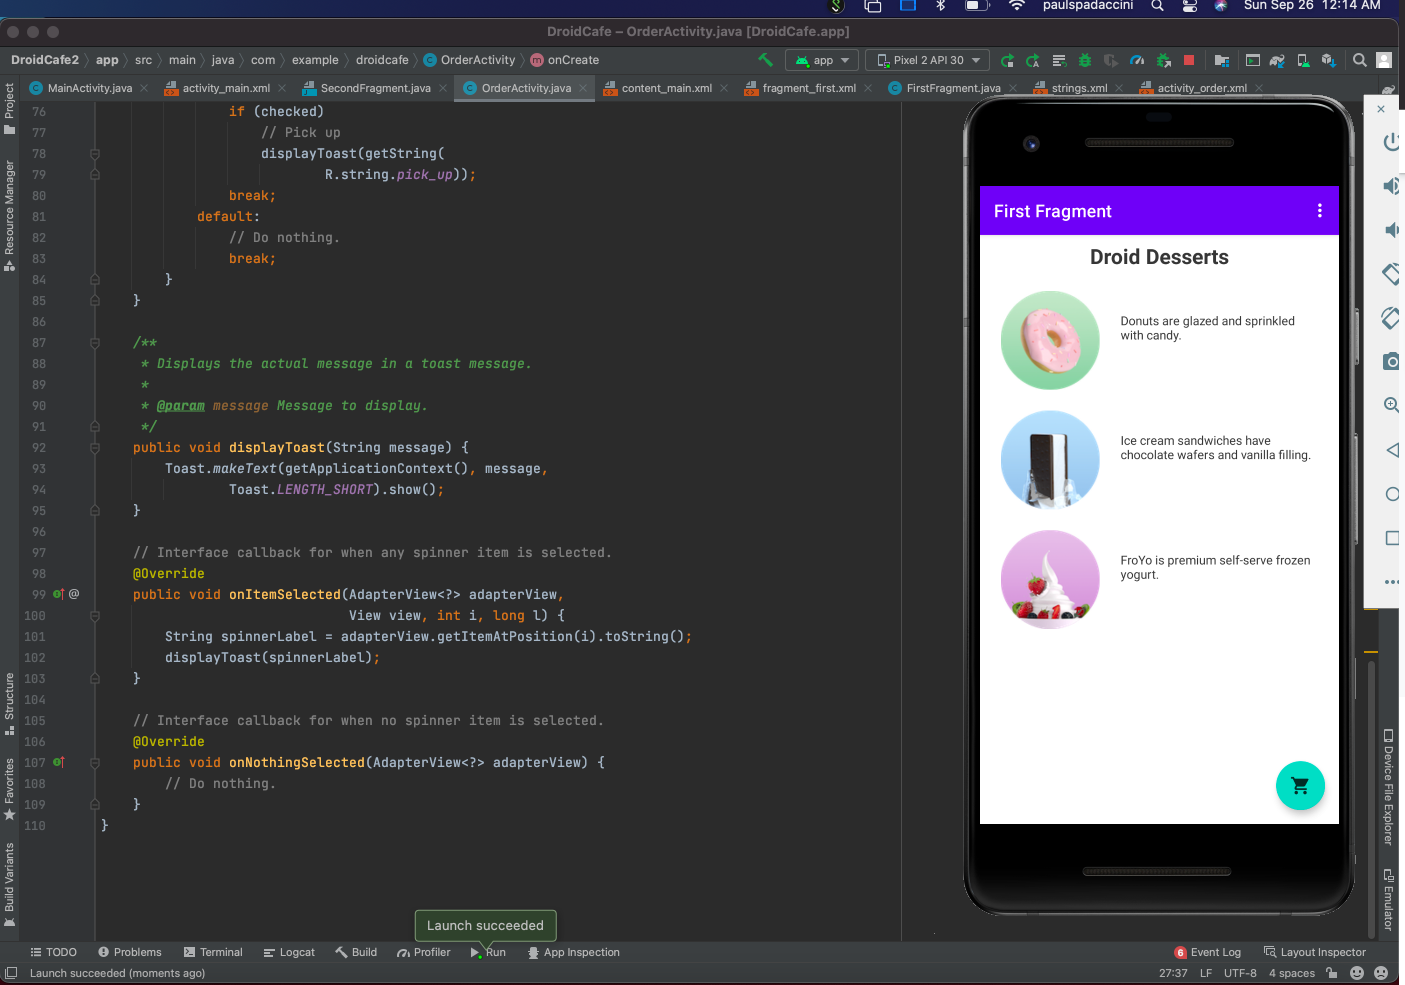 paulspadaccini Sun Sep 26 12:14 AM
DroidCafe – OrderActivity.java [DroidCafe.app]
DroidCafe2 app src main java com example droidcafe OrderActivity onCreate app Pixel 2 API 30
MainActivity.java activity_main.xml SecondFragment.java OrderActivity.java content_main.xml fragment_first.xml FirstFragment.java strings.xml activity_order.xml
Project
Resource Manager
Structure
Favorites
Build Variants
76 if (checked)
77 // Pick up
78 displayToast(getString(
79 R.string.pick_up));
80 break;
81 default:
82 // Do nothing.
83 break;
84 }
85 }
86
87 /**
88 * Displays the actual message in a toast message.
89 *
90 * @param message Message to display.
91 */
92 public void displayToast(String message) {
93 Toast.makeText(getApplicationContext(), message,
94 Toast.LENGTH_SHORT).show();
95 }
96
97 // Interface callback for when any spinner item is selected.
98 @Override
99 @ public void onItemSelected(AdapterView<?> adapterView,
100 View view, int i, long l) {
101 String spinnerLabel = adapterView.getItemAtPosition(i).toString();
102 displayToast(spinnerLabel);
103 }
104
105 // Interface callback for when no spinner item is selected.
106 @Override
107 public void onNothingSelected(AdapterView<?> adapterView) {
108 // Do nothing.
109 }
110 }
First Fragment
Droid Desserts
Donuts are glazed and sprinkled
with candy.
Ice cream sandwiches have
chocolate wafers and vanilla filling.
FroYo is premium self-serve frozen
yogurt.
Device File Explorer
Emulator
Launch succeeded
TODO Problems Terminal Logcat Build Profiler Run App Inspection 6 Event Log Layout Inspector
Launch succeeded (moments ago) 27:37 LF UTF-8 4 spaces